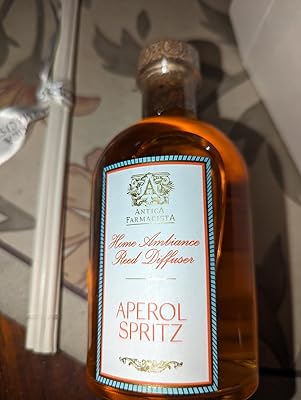 A
ANTICA
FARMACISTA
Home Ambiance
Reed Diffuser
APEROL
SPRITZ